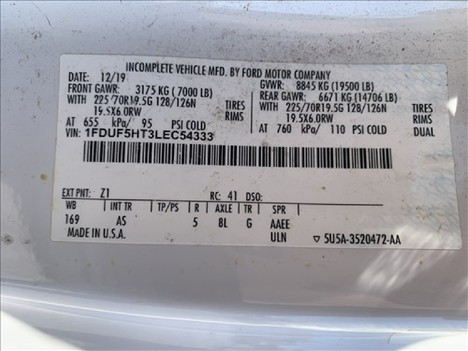 INCOMPLETE VEHICLE MFD. BY FORD MOTOR COMPANY
DATE: 12/19 GVWR: 8845 KG (19500 LB)
FRONT GAWR: 3175 KG (7000 LB) REAR GAWR: 6671 KG (14706 LB)
WITH 225/70R19.5G 128/126N TIRES WITH 225/70R19.5G 128/126N TIRES
19.5X6.0RW RIMS 19.5X6.0RW RIMS
AT 655 kPa/ 95 PSI COLD AT 760 kPa/ 110 PSI COLD DUAL
VIN: 1FDUF5HT3LEC54333
EXT PNT: Z1 RC: 41 DSO:
WB INT TR TP/PS R AXLE TR SPR
169 AS 5 8L G AAEE
MADE IN U.S.A. ULN 5U5A-3520472-AA